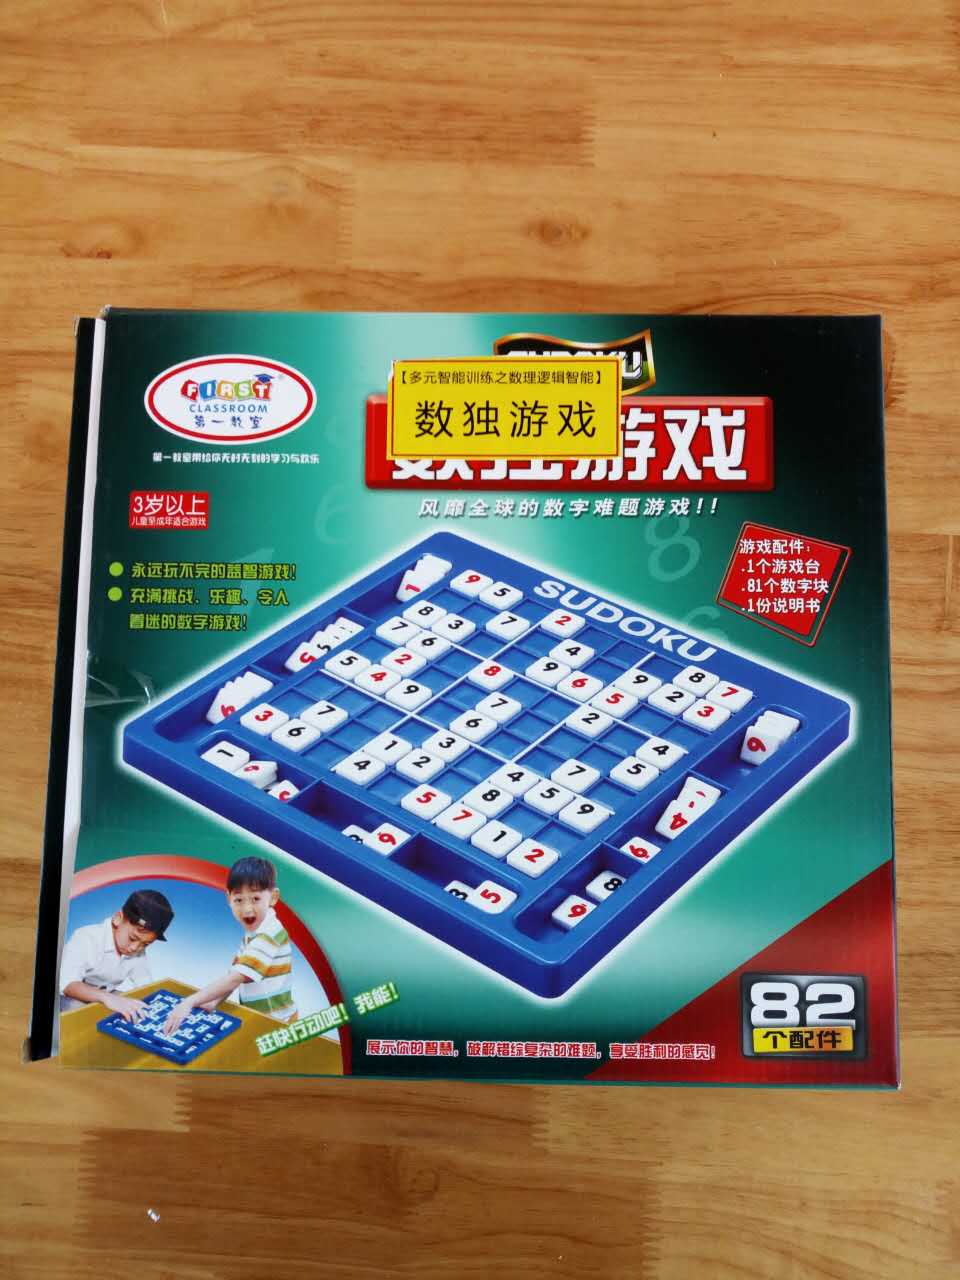 FIRST
CLASSROOM
第一教室
第一教室带给你无时无刻的学习与欢乐
【多元智能训练之数理逻辑智能】
数独游戏
游戏
风靡全球的数字难题游戏!!
3岁以上
儿童至成年适合游戏
永远玩不完的益智游戏!
充满挑战、乐趣、令人
着迷的数字游戏!
游戏配件:
.1个游戏台
.81个数字块
.1份说明书
SUDOKU
赶快行动吧! 我能!
展示你的智慧, 破解错综复杂的难题, 享受胜利的感觉!
82
个配件